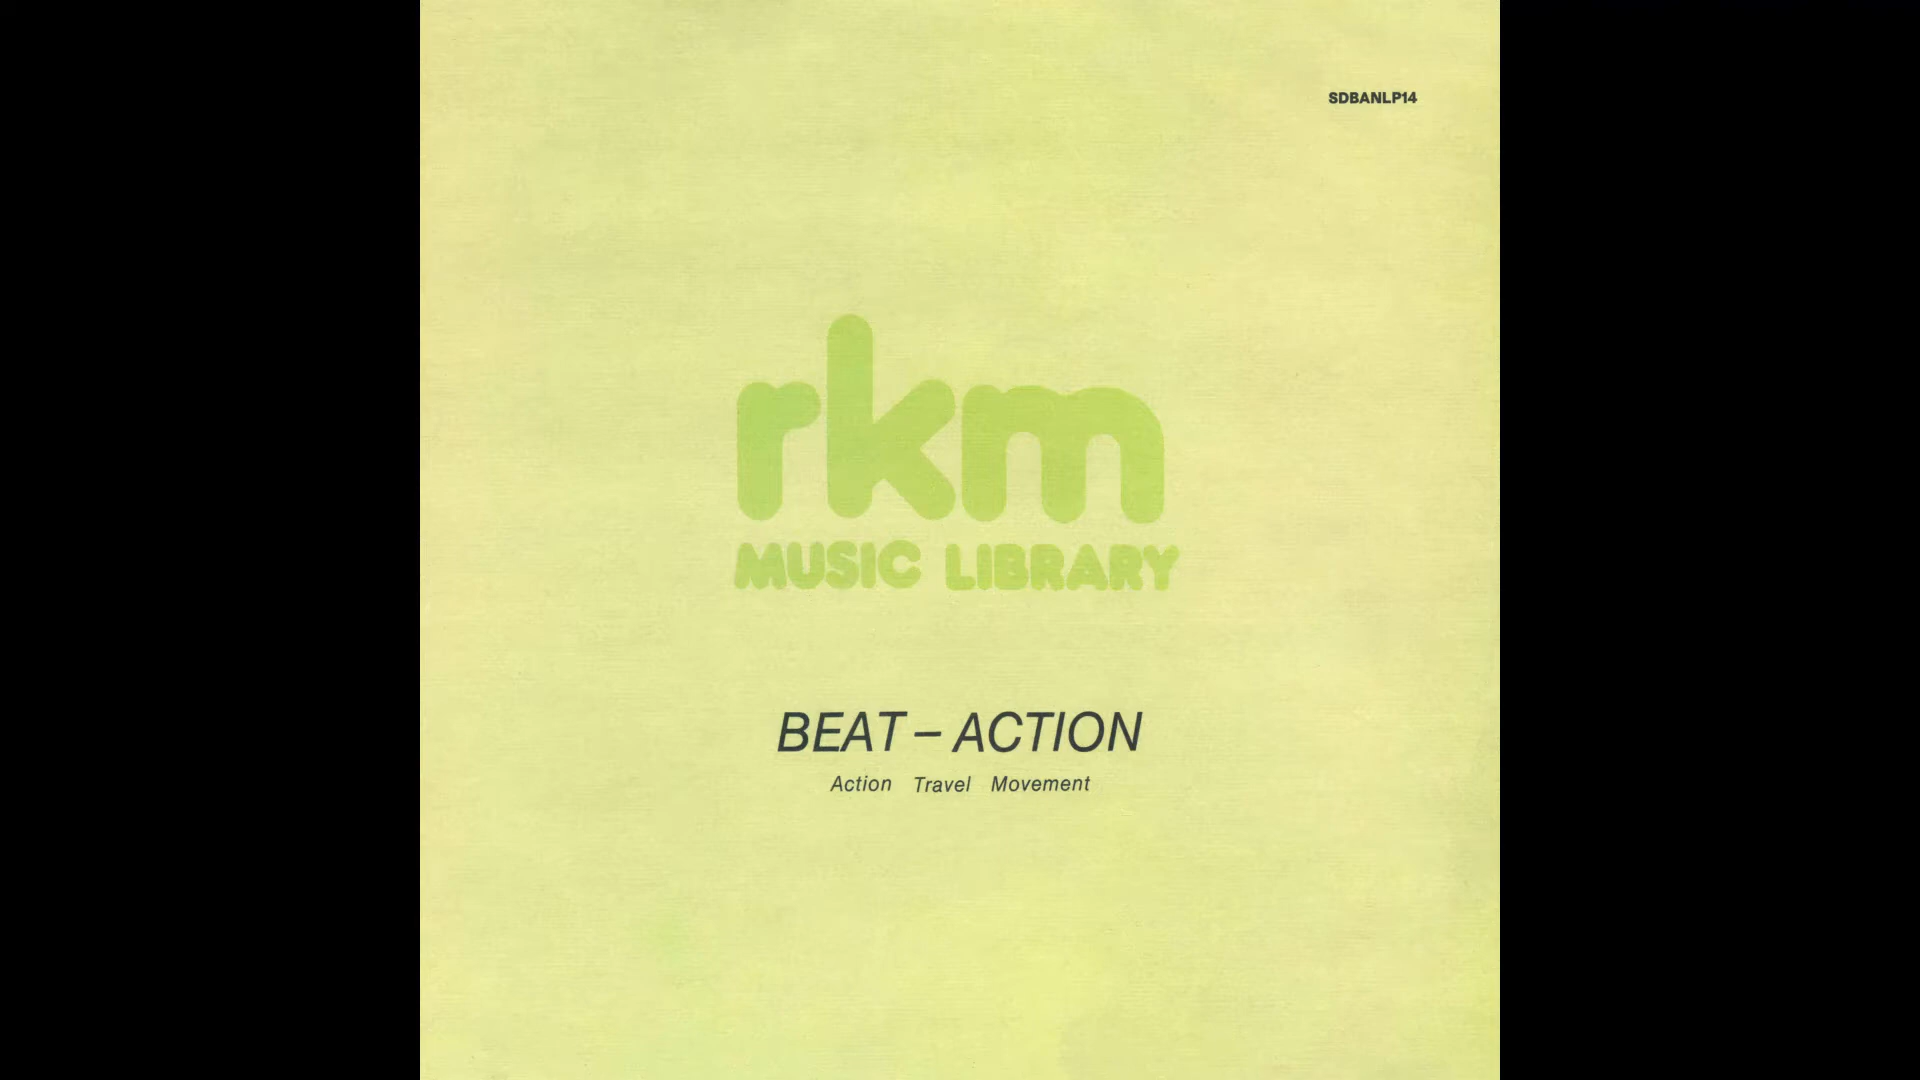 SDBANLP14
rkm
MUSIC LIBRARY
BEAT – ACTION
Action Travel Movement